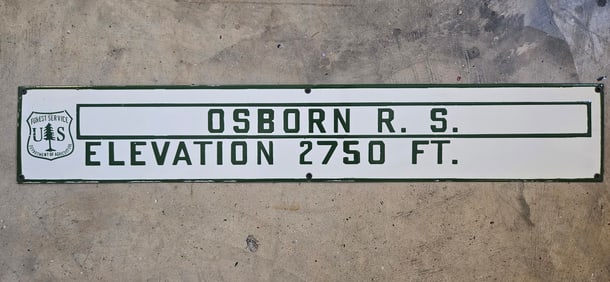 FOREST SERVICE
U S
DEPARTMENT OF AGRICULTURE
OSBORN R. S.
ELEVATION 2750 FT.